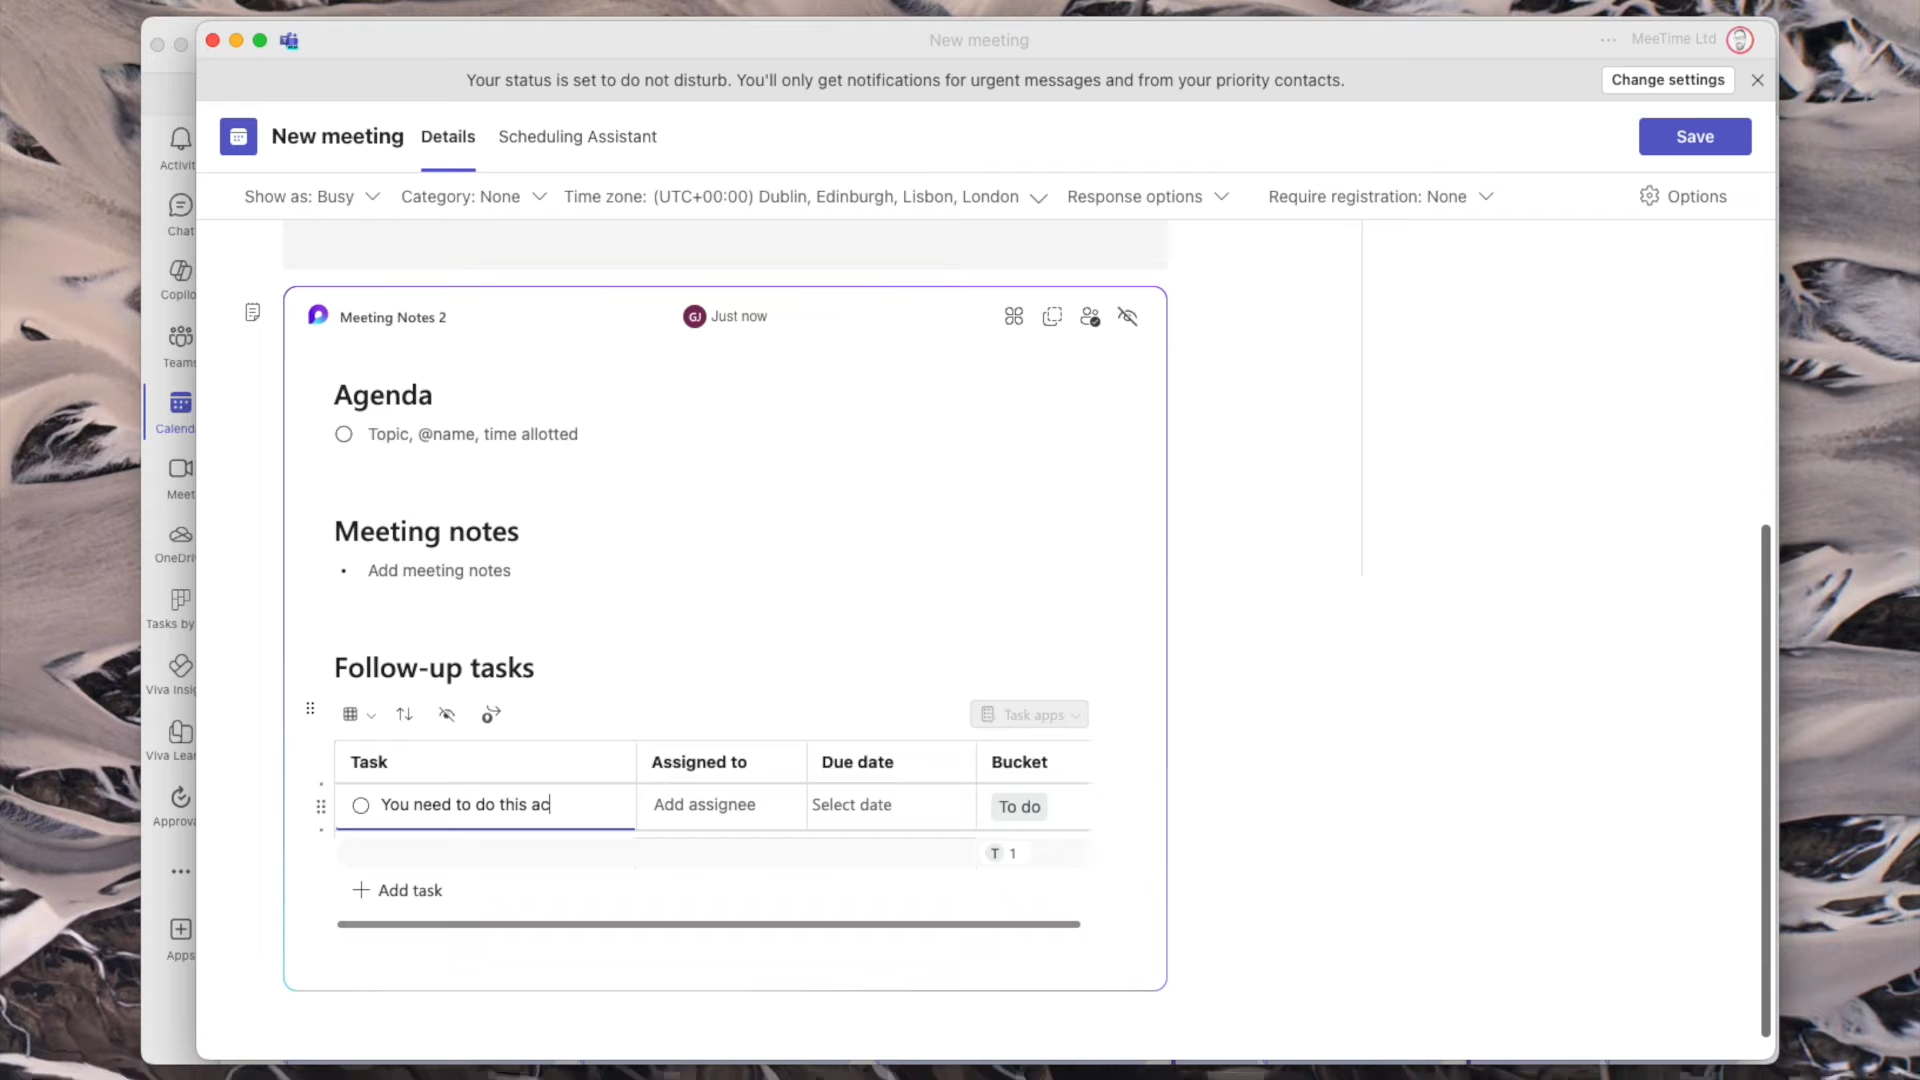 New meeting
MeeTime Ltd
Your status is set to do not disturb. You'll only get notifications for urgent messages and from your priority contacts.
Change settings
New meeting
Details
Scheduling Assistant
Save
Show as: Busy
Category: None
Time zone: (UTC+00:00) Dublin, Edinburgh, Lisbon, London
Response options
Require registration: None
Options
Activit
Chat
Copilo
Teams
Calend
Meet
OneDri
Tasks by
Viva Insig
Viva Lear
Approva
Apps
Meeting Notes 2
GJ
Just now
Agenda
Topic, @name, time allotted
Meeting notes
• Add meeting notes
Follow-up tasks
Task apps
Task
Assigned to
Due date
Bucket
You need to do this ac
Add assignee
Select date
To do
T 1
Add task